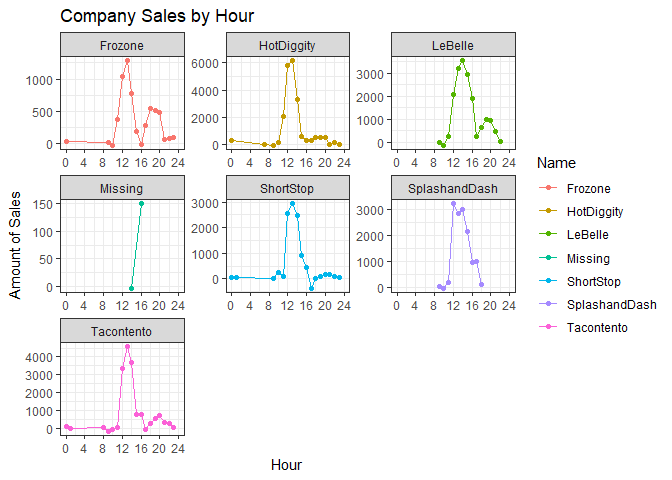 Company Sales by Hour
Frozone
HotDiggity
LeBelle
1000
500
0
6000
4000
2000
0
3000
2000
1000
0
0 4 8 12 16 20 24
0 4 8 12 16 20 24
0 4 8 12 16 20 24
Missing
ShortStop
SplashandDash
150
100
50
0
3000
2000
1000
0
3000
2000
1000
0
0 4 8 12 16 20 24
0 4 8 12 16 20 24
0 4 8 12 16 20 24
Tacontento
4000
3000
2000
1000
0
0 4 8 12 16 20 24
Amount of Sales
Hour
Name
Frozone
HotDiggity
LeBelle
Missing
ShortStop
SplashandDash
Tacontento